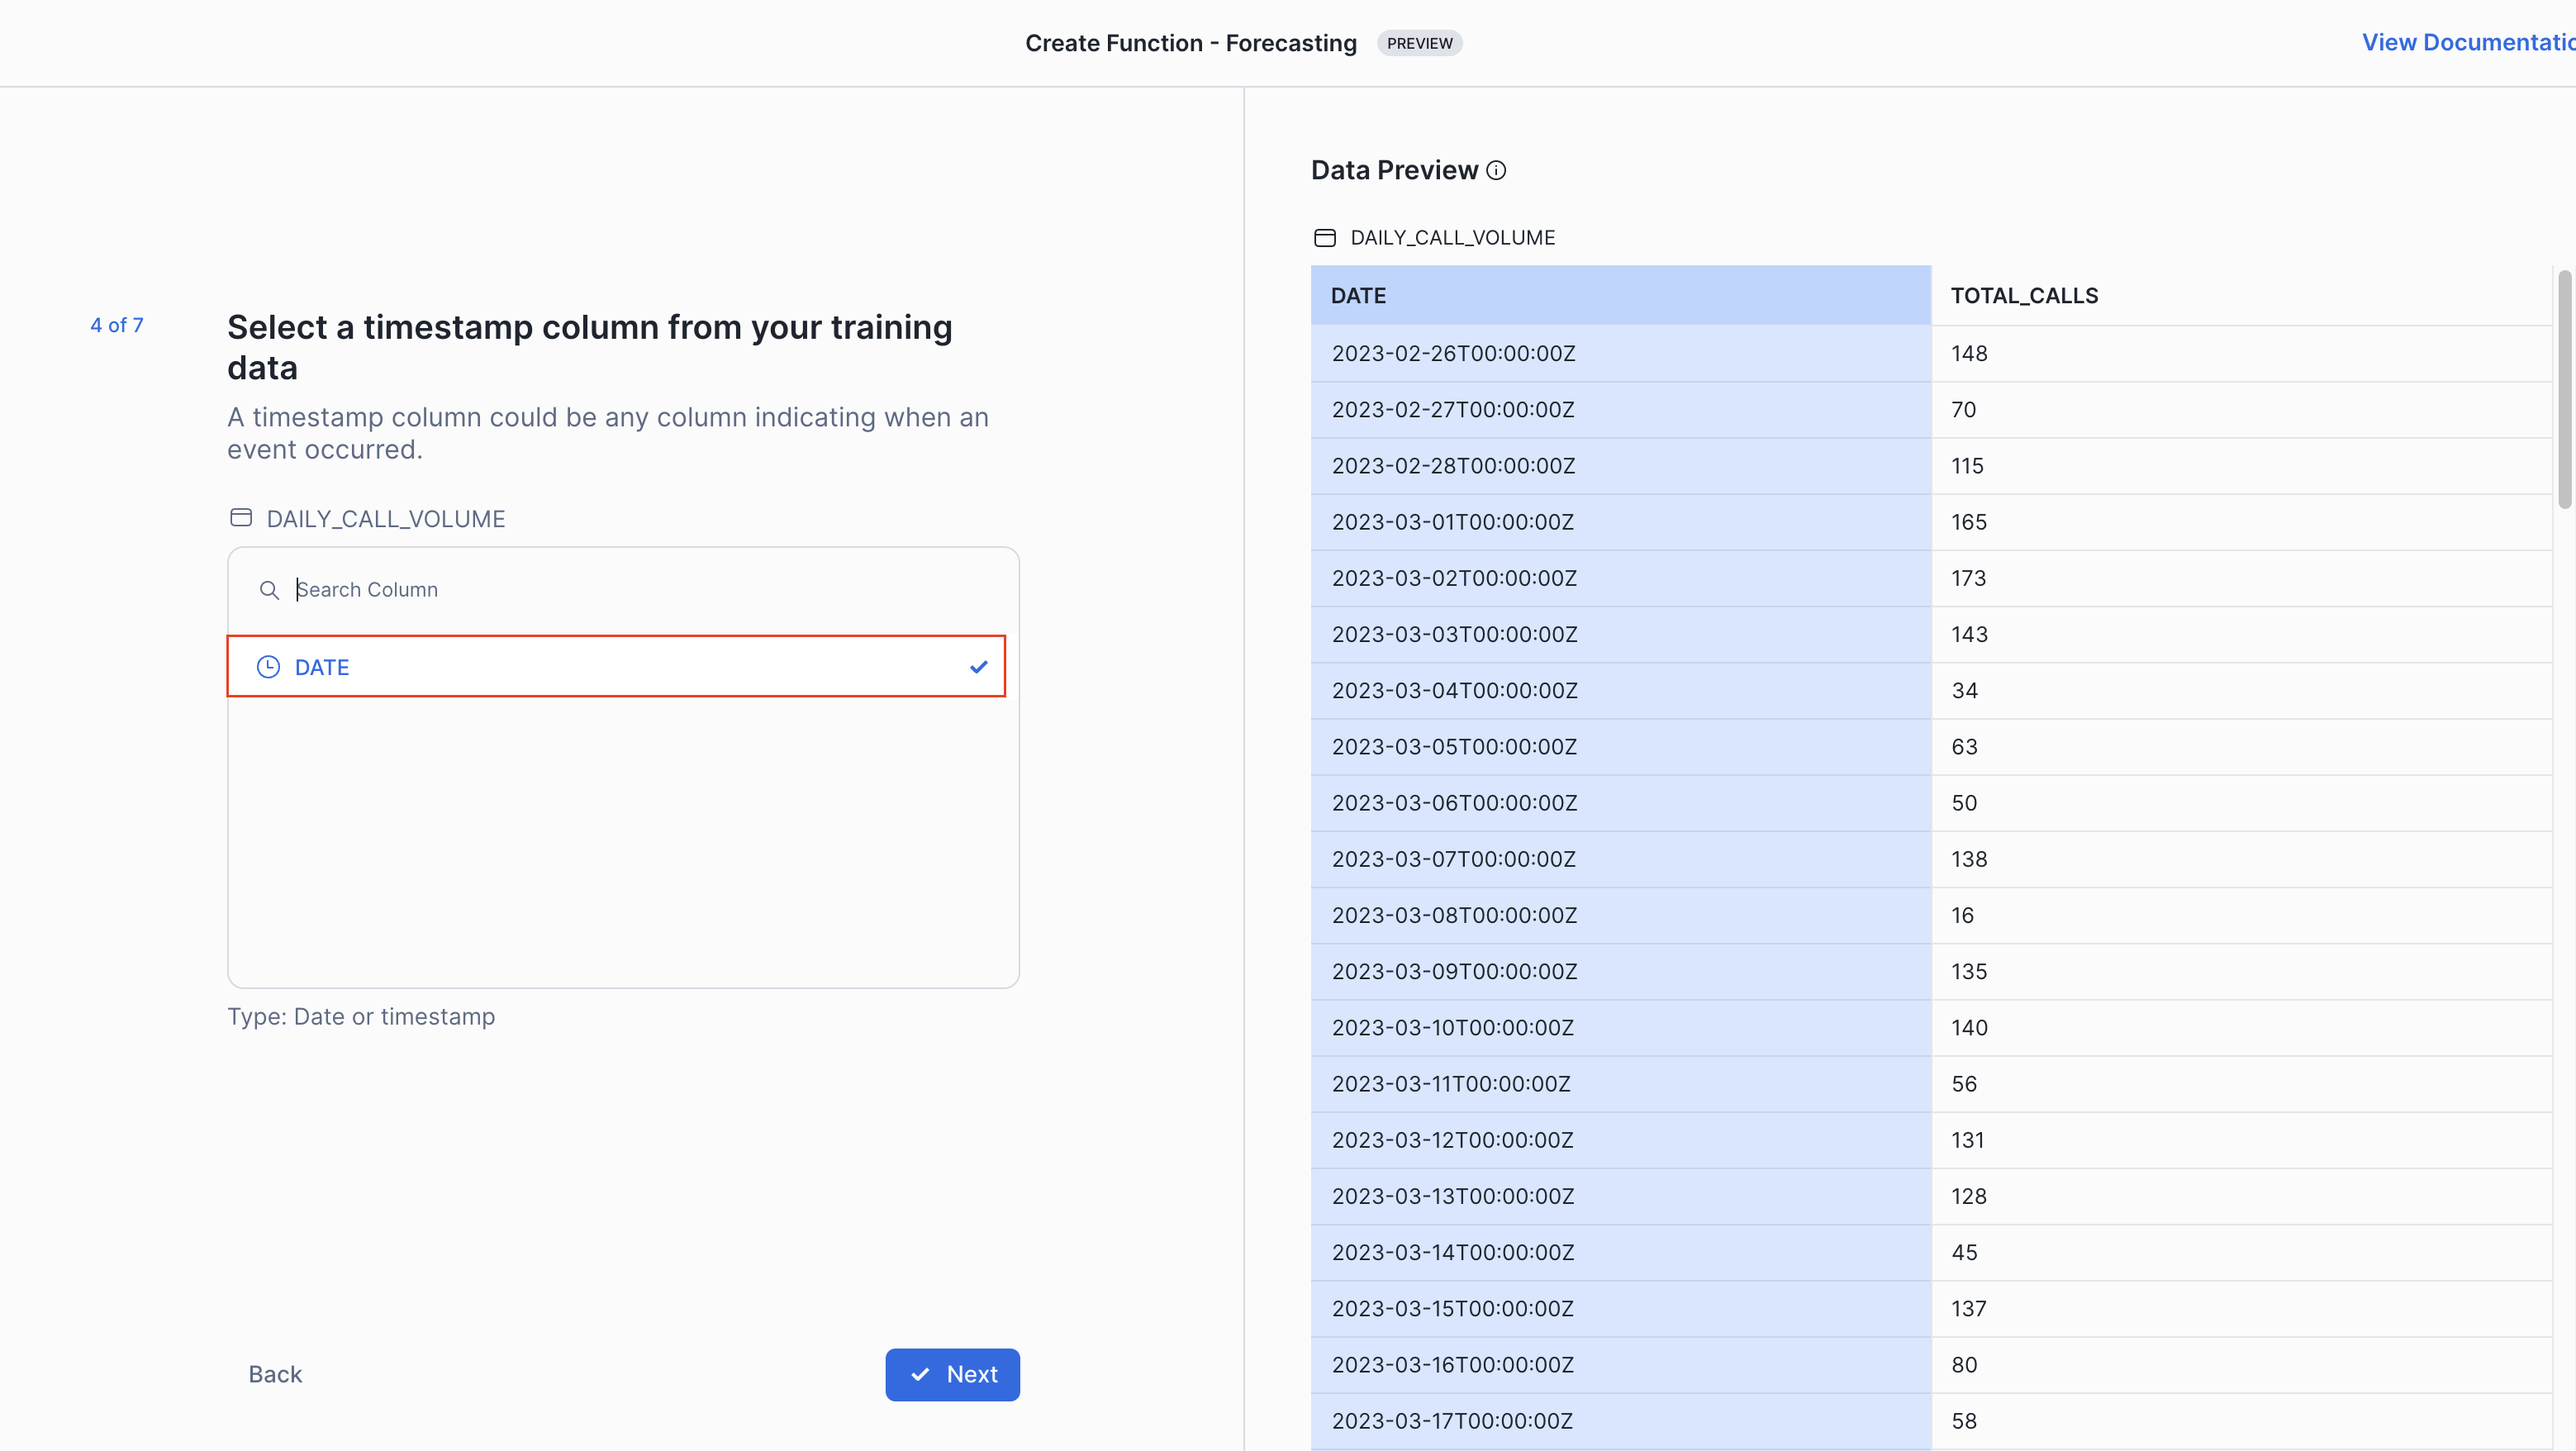 Create Function - Forecasting PREVIEW
View Documentatio
4 of 7
Select a timestamp column from your training
data
A timestamp column could be any column indicating when an
event occurred.
DAILY_CALL_VOLUME
Search Column
DATE
Type: Date or timestamp
Back
Next
Data Preview
DAILY_CALL_VOLUME
DATE TOTAL_CALLS
2023-02-26T00:00:00Z 148
2023-02-27T00:00:00Z 70
2023-02-28T00:00:00Z 115
2023-03-01T00:00:00Z 165
2023-03-02T00:00:00Z 173
2023-03-03T00:00:00Z 143
2023-03-04T00:00:00Z 34
2023-03-05T00:00:00Z 63
2023-03-06T00:00:00Z 50
2023-03-07T00:00:00Z 138
2023-03-08T00:00:00Z 16
2023-03-09T00:00:00Z 135
2023-03-10T00:00:00Z 140
2023-03-11T00:00:00Z 56
2023-03-12T00:00:00Z 131
2023-03-13T00:00:00Z 128
2023-03-14T00:00:00Z 45
2023-03-15T00:00:00Z 137
2023-03-16T00:00:00Z 80
2023-03-17T00:00:00Z 58